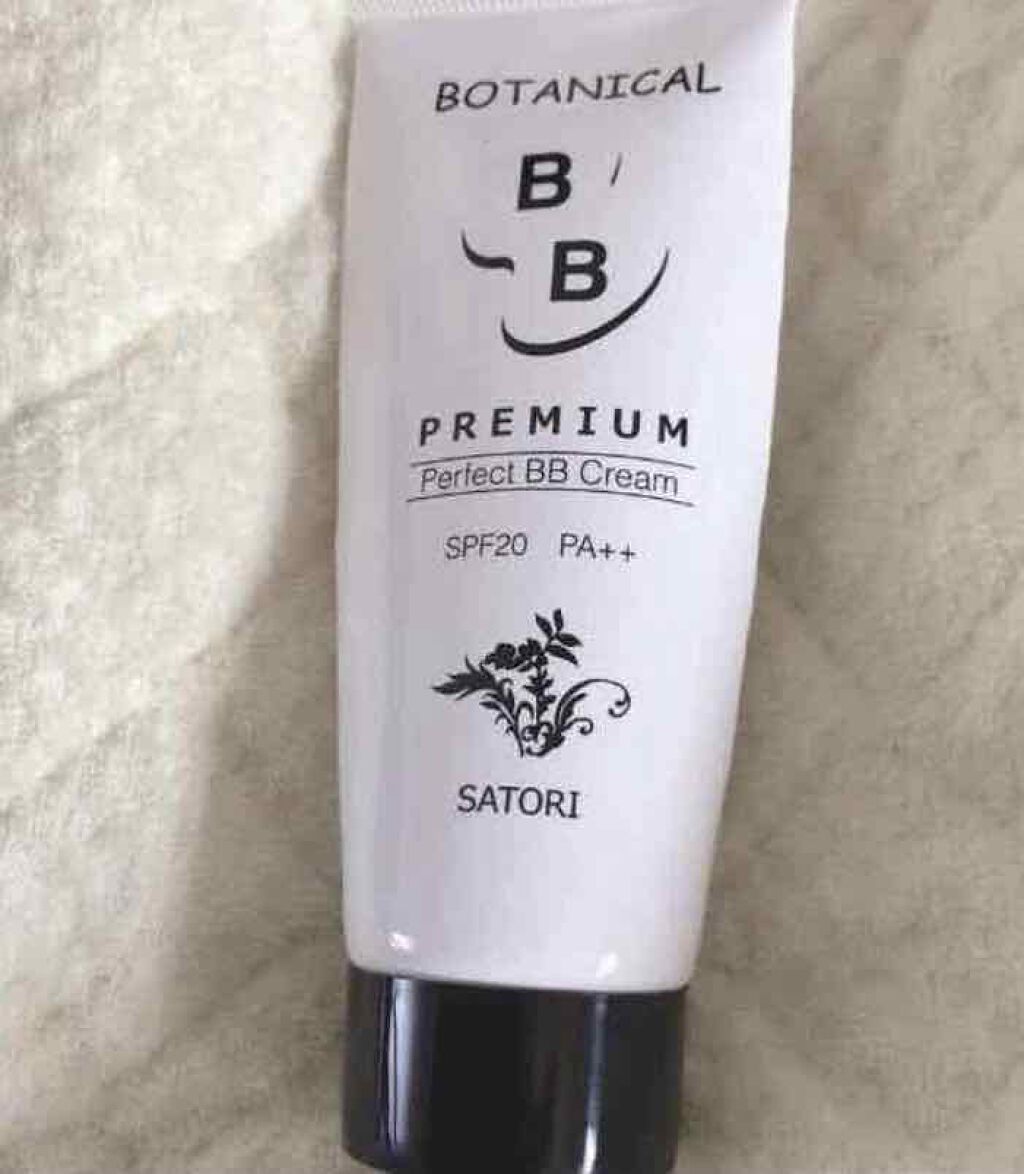 BOTANICAL
B
B
PREMIUM
Perfect BB Cream
SPF20 PA++
SATORI